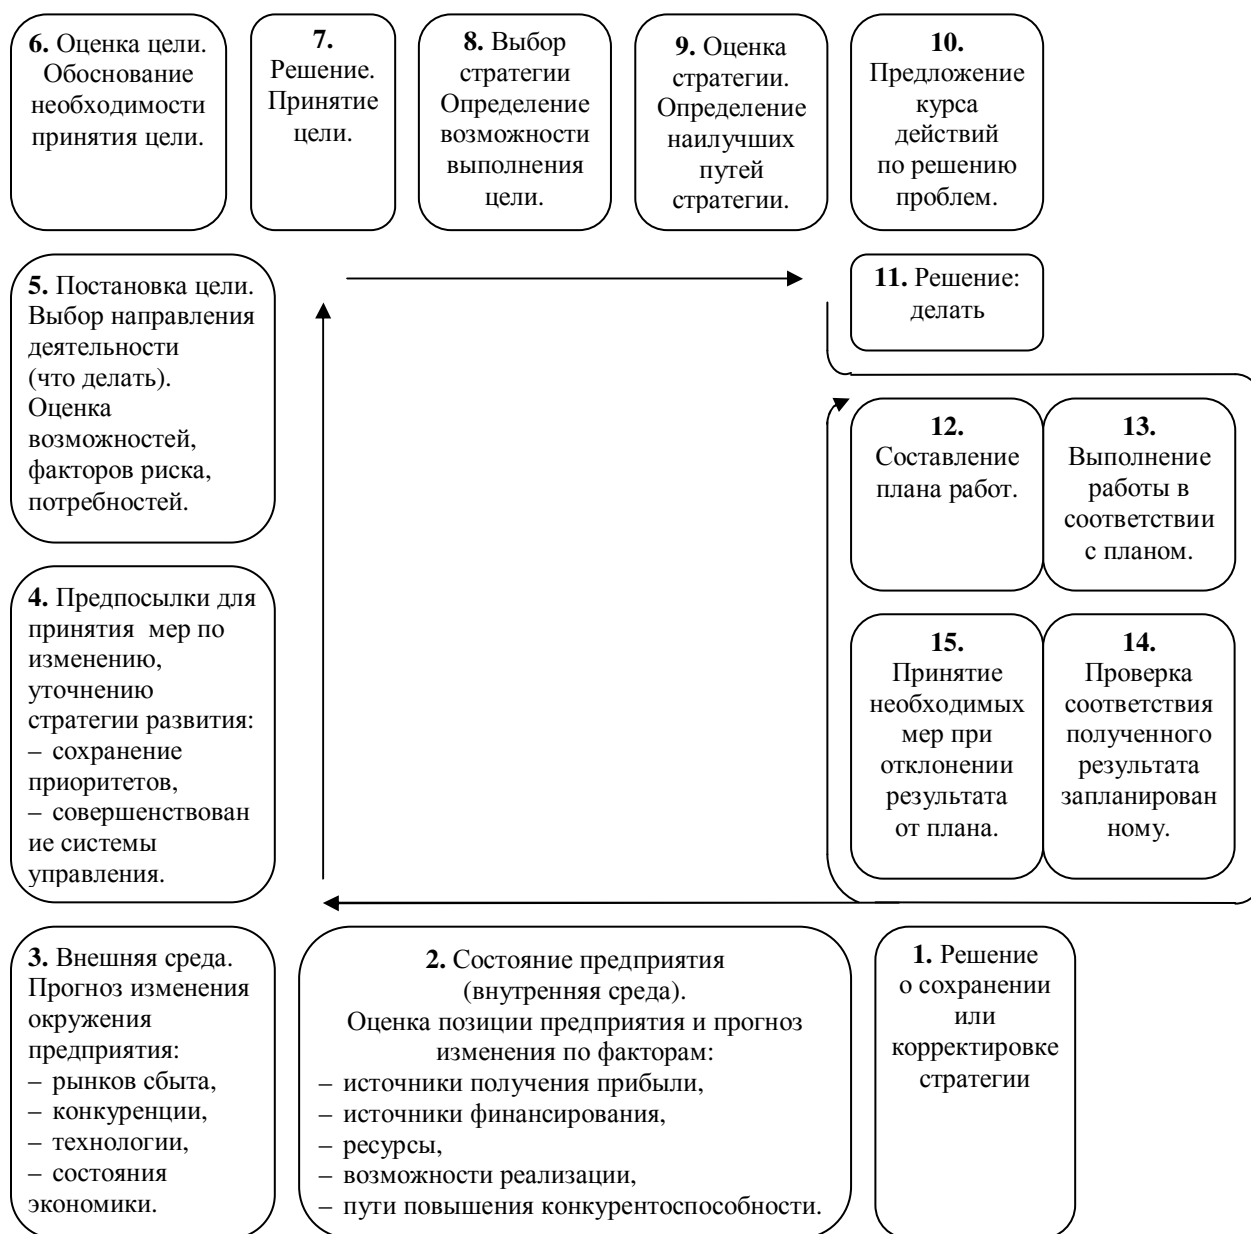 6. Оценка цели.
Обоснование
необходимости
принятия цели.
7.
Решение.
Принятие
цели.
8. Выбор
стратегии
Определение
возможности
выполнения
цели.
9. Оценка
стратегии.
Определение
наилучших
путей
стратегии.
10.
Предложение
курса
действий
по решению
проблем.
5. Постановка цели.
Выбор направления
деятельности
(что делать).
Оценка
возможностей,
факторов риска,
потребностей.
11. Решение:
делать
12.
Составление
плана работ.
13.
Выполнение
работы в
соответствии
с планом.
4. Предпосылки для
принятия мер по
изменению,
уточнению
стратегии развития:
– сохранение
приоритетов,
– совершенствован
ие системы
управления.
15.
Принятие
необходимых
мер при
отклонении
результата
от плана.
14.
Проверка
соответствия
полученного
результата
запланирован
ному.
3. Внешняя среда.
Прогноз изменения
окружения
предприятия:
– рынков сбыта,
– конкуренции,
– технологии,
– состояния
экономики.
2. Состояние предприятия
(внутренняя среда).
Оценка позиции предприятия и прогноз
изменения по факторам:
– источники получения прибыли,
– источники финансирования,
– ресурсы,
– возможности реализации,
– пути повышения конкурентоспособности.
1. Решение
о сохранении
или
корректировке
стратегии